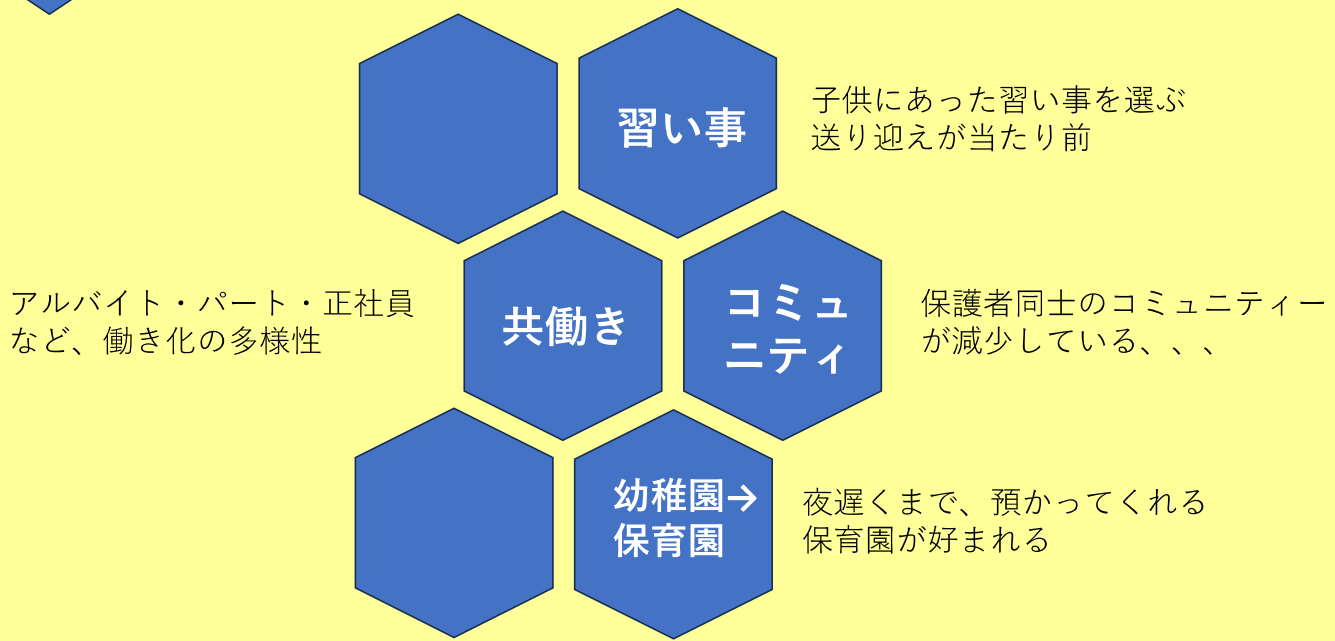 習い事
子供にあった習い事を選ぶ
送り迎えが当たり前
アルバイト・パート・正社員
など、働き化の多様性
共働き
コミュ
ニティ
保護者同士のコミュニティー
が減少している、、、
幼稚園→
保育園
夜遅くまで、預かってくれる
保育園が好まれる